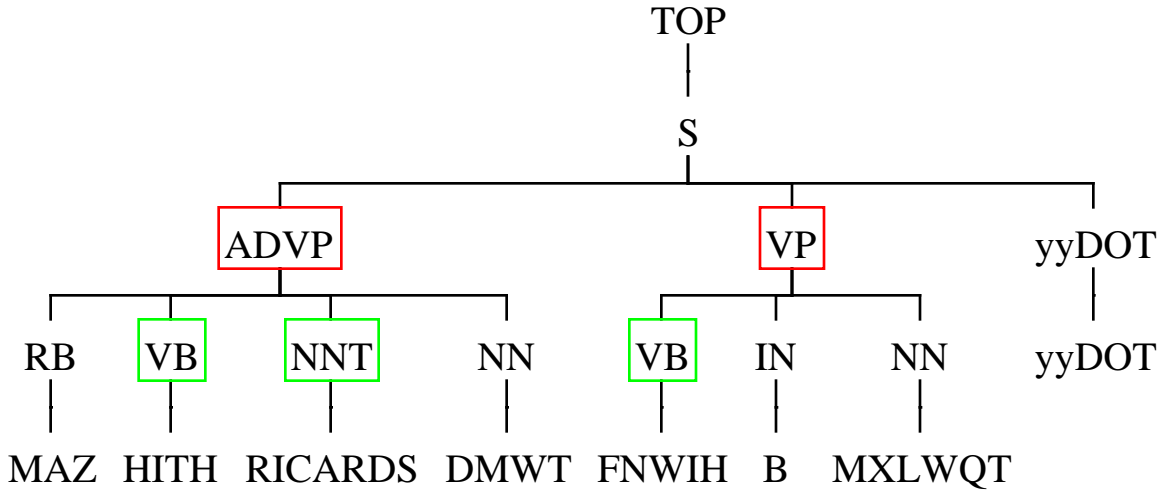 TOP
S
ADVP VP yyDOT
RB VB NNT NN VB IN NN yyDOT
MAZ HITH RICARDS DMWT FNWIH B MXLWQT